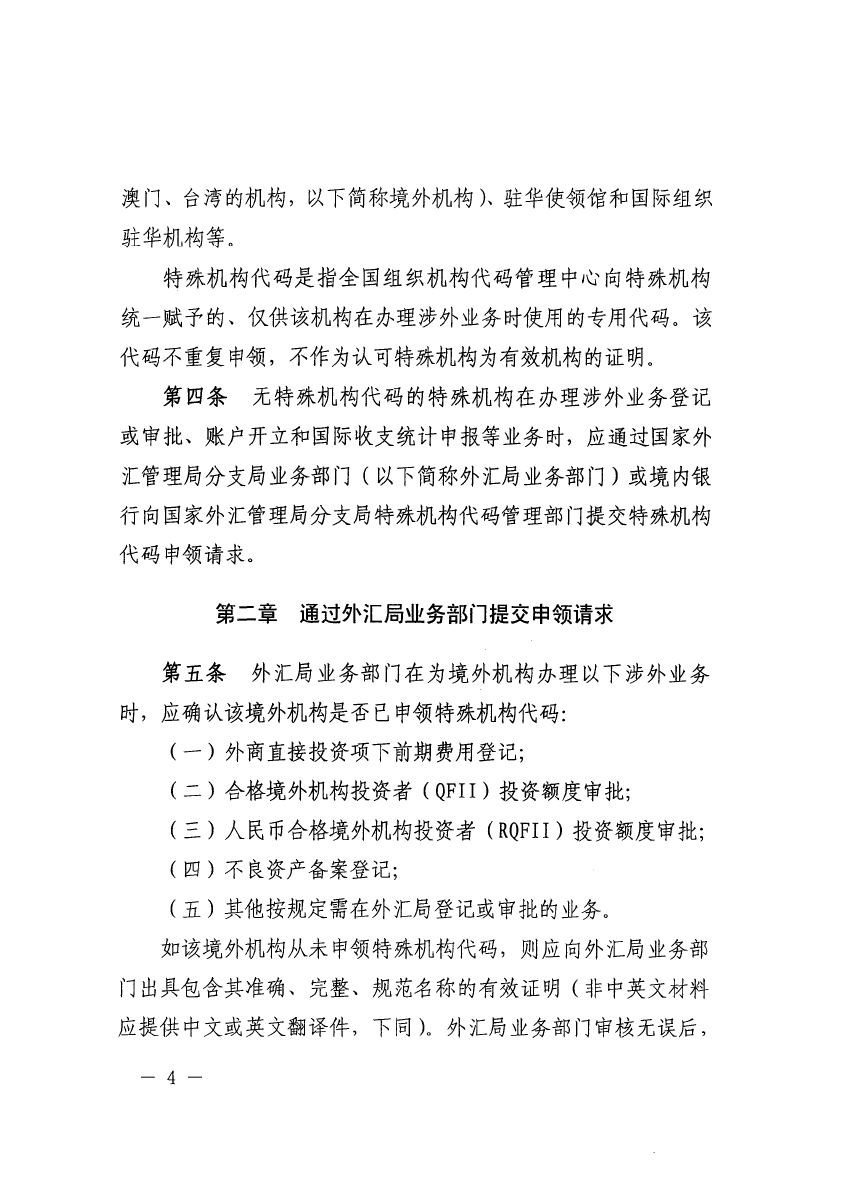 澳门、台湾的机构，以下简称境外机构）、驻华使领馆和国际组织
驻华机构等。
特殊机构代码是指全国组织机构代码管理中心向特殊机构
统一赋予的、仅供该机构在办理涉外业务时使用的专用代码。该
代码不重复申领，不作为认可特殊机构为有效机构的证明。
第四条　无特殊机构代码的特殊机构在办理涉外业务登记
或审批、账户开立和国际收支统计申报等业务时，应通过国家外
汇管理局分支局业务部门（以下简称外汇局业务部门）或境内银
行向国家外汇管理局分支局特殊机构代码管理部门提交特殊机构
代码申领请求。
第二章　通过外汇局业务部门提交申领请求
第五条　外汇局业务部门在为境外机构办理以下涉外业务
时，应确认该境外机构是否已申领特殊机构代码：
（一）外商直接投资项下前期费用登记；
（二）合格境外机构投资者（QFII）投资额度审批；
（三）人民币合格境外机构投资者（RQFII）投资额度审批；
（四）不良资产备案登记；
（五）其他按规定需在外汇局登记或审批的业务。
如该境外机构从未申领特殊机构代码，则应向外汇局业务部
门出具包含其准确、完整、规范名称的有效证明（非中英文材料
应提供中文或英文翻译件，下同）。外汇局业务部门审核无误后，
— 4 —